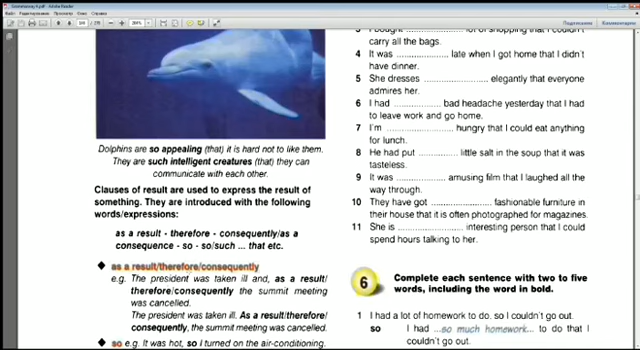 Grammarway 4.pdf - Adobe Reader
Файл Редактирование Просмотр Окно Справка
Подписание Комментарии
Dolphins are so appealing (that) it is hard not to like them.
They are such intelligent creatures (that) they can
communicate with each other.
Clauses of result are used to express the result of
something. They are introduced with the following
words/expressions:
as a result - therefore - consequently/as a
consequence - so - so/such ... that etc.
◆ as a result/therefore/consequently
e.g. The president was taken ill and, as a result/
therefore/consequently the summit meeting
was cancelled.
The president was taken ill. As a result/therefore/
consequently, the summit meeting was cancelled.
◆ so e.g. It was hot, so I turned on the air-conditioning.
carry all the bags.
4 It was .................. late when I got home that I didn't
have dinner.
5 She dresses .................. elegantly that everyone
admires her.
6 I had .................. bad headache yesterday that I had
to leave work and go home.
7 I'm .................. hungry that I could eat anything
for lunch.
8 He had put .................. little salt in the soup that it was
tasteless.
9 It was .................. amusing film that I laughed all the
way through.
10 They have got .................. fashionable furniture in
their house that it is often photographed for magazines.
11 She is .................. interesting person that I could
spend hours talking to her.
6 Complete each sentence with two to five
words, including the word in bold.
1 I had a lot of homework to do, so I couldn't go out.
so I had ...so much homework... to do that I
couldn't go out.